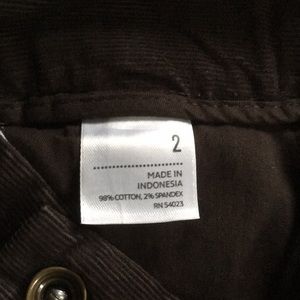 2
MADE IN
INDONESIA
98% COTTON, 2% SPANDEX
RN 54023